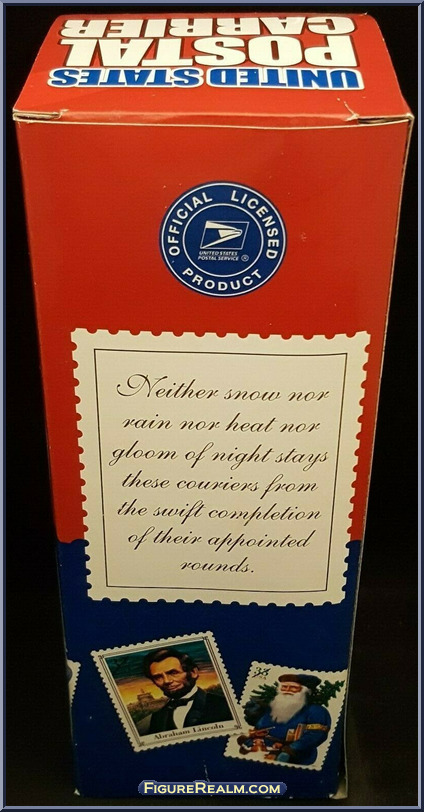 UNITED STATES
POSTAL
CARRIER
OFFICIAL LICENSED
UNITED STATES
POSTAL SERVICE ®
PRODUCT
Neither snow nor
rain nor heat nor
gloom of night stays
these couriers from
the swift completion
of their appointed
rounds.
Abraham Lincoln
FigureRealm.com